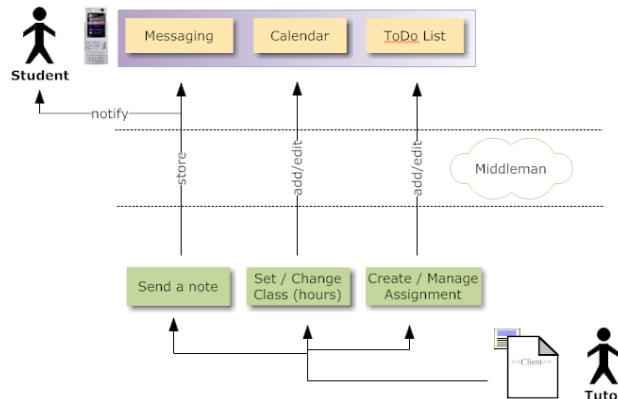 Messaging
Calendar
ToDo List
Student
notify
store
add/edit
add/edit
Middleman
Send a note
Set / Change
Class (hours)
Create / Manage
Assignment
<<Client>>
Tuto